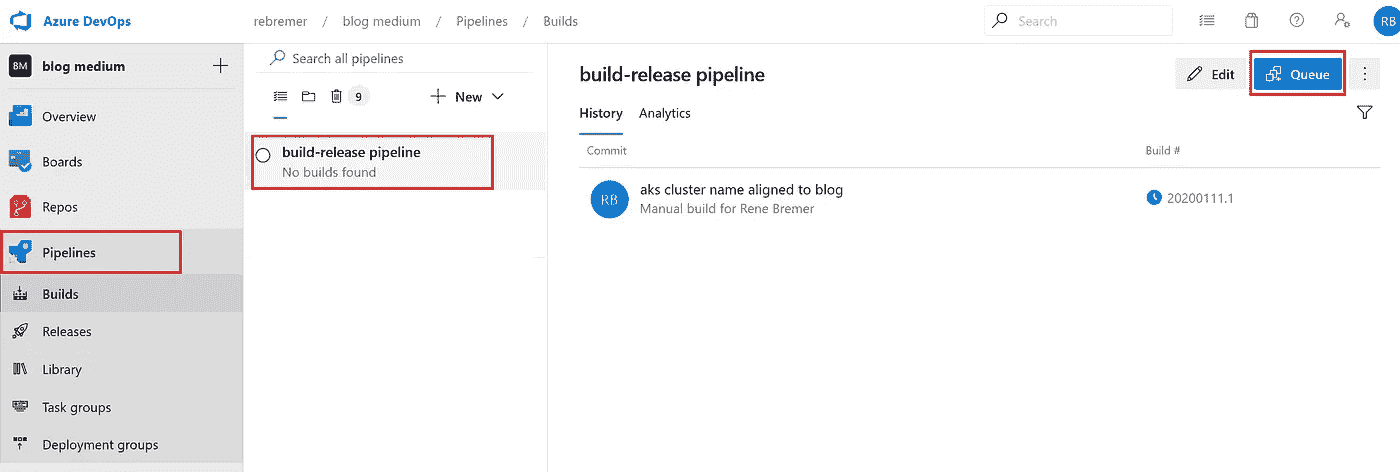 Azure DevOps
rebremer / blog medium / Pipelines / Builds
Search
RB
BM blog medium
Overview
Boards
Repos
Pipelines
Builds
Releases
Library
Task groups
Deployment groups
Search all pipelines
9 New
build-release pipeline
No builds found
build-release pipeline
Edit Queue
History Analytics
Commit Build #
RB
aks cluster name aligned to blog
Manual build for Rene Bremer
20200111.1